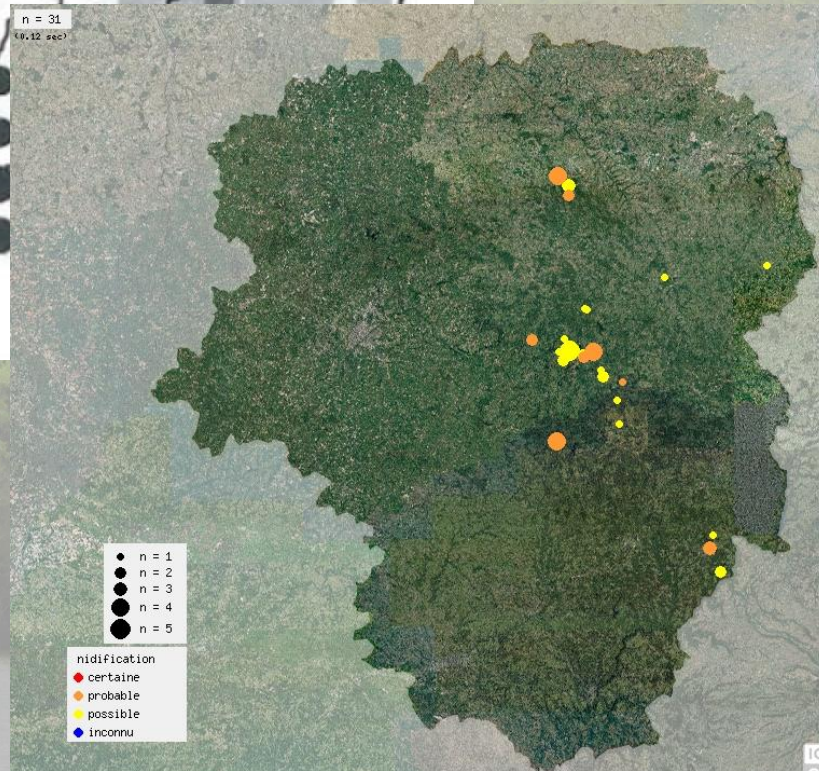 n = 31
(0.12 sec)
n = 1
n = 2
n = 3
n = 4
n = 5
nidification
certaine
probable
possible
inconnu